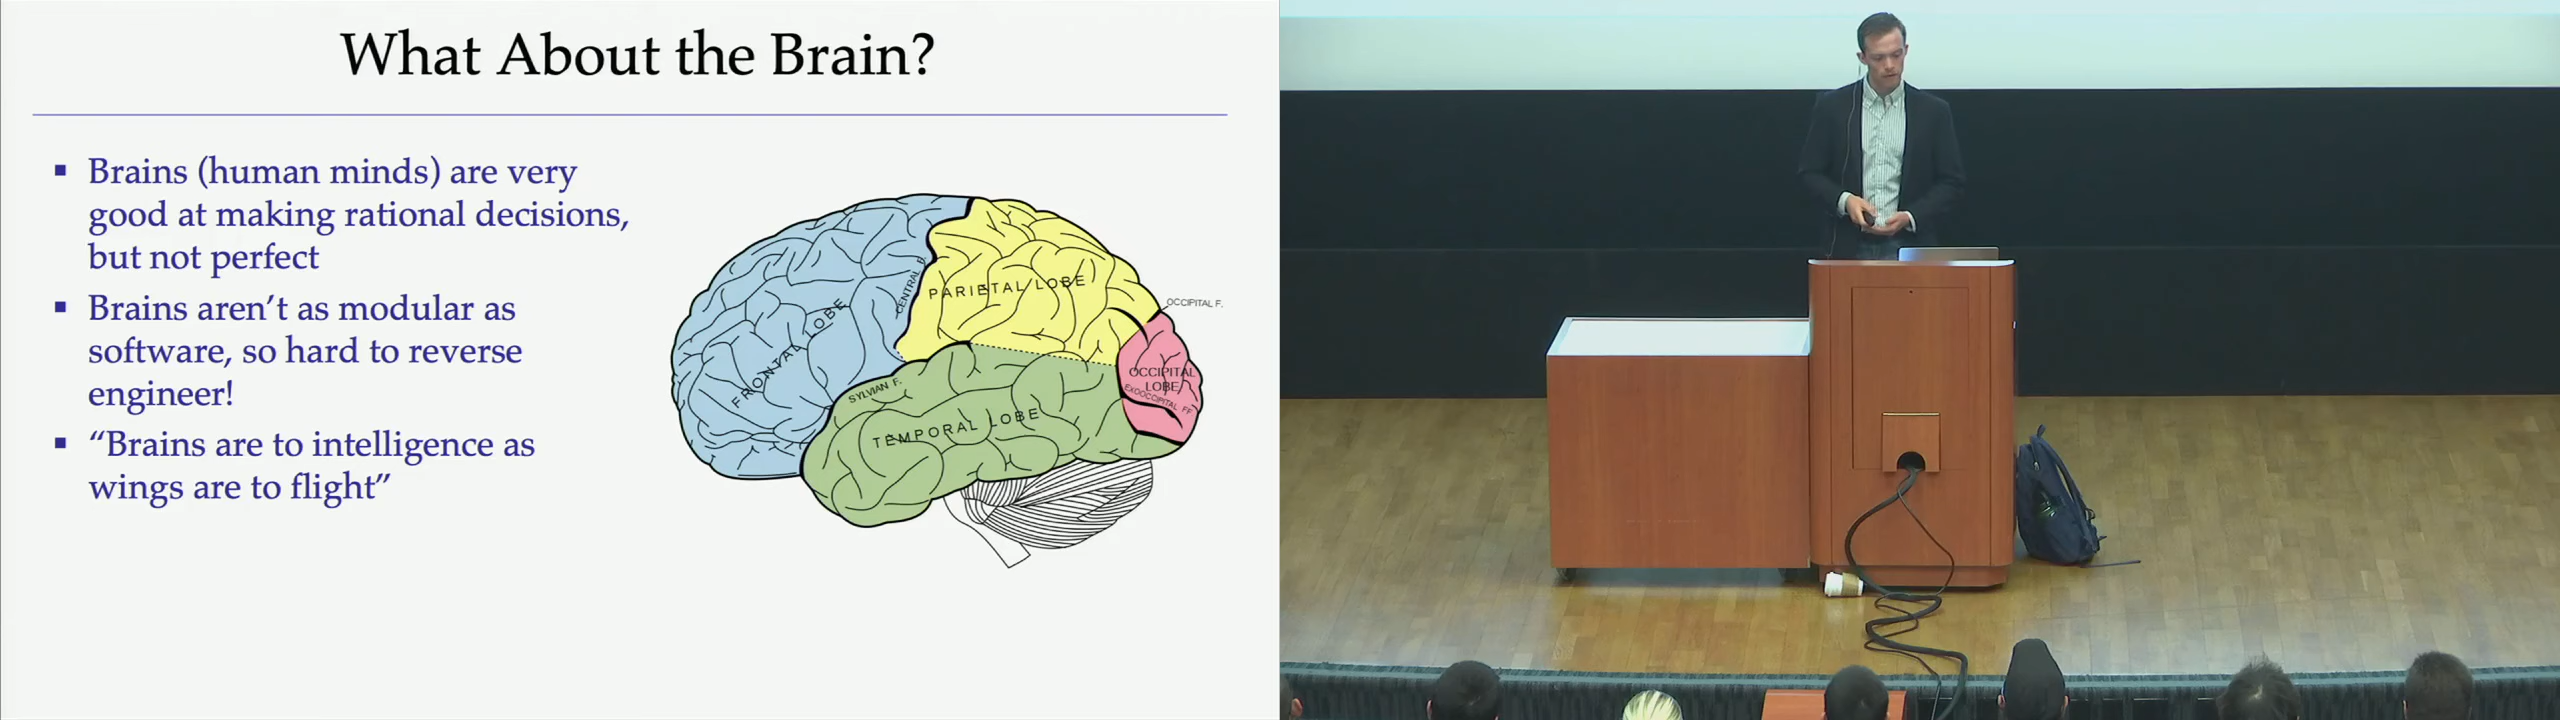 What About the Brain?
▪ Brains (human minds) are very
good at making rational decisions,
but not perfect
▪ Brains aren't as modular as
software, so hard to reverse
engineer!
▪ “Brains are to intelligence as
wings are to flight”
FRONTAL LOBE
CENTRAL F.
PARIETAL LOBE
OCCIPITAL F.
OCCIPITAL
LOBE
EXOOCCIPITAL FF
SYLVIAN F.
TEMPORAL LOBE